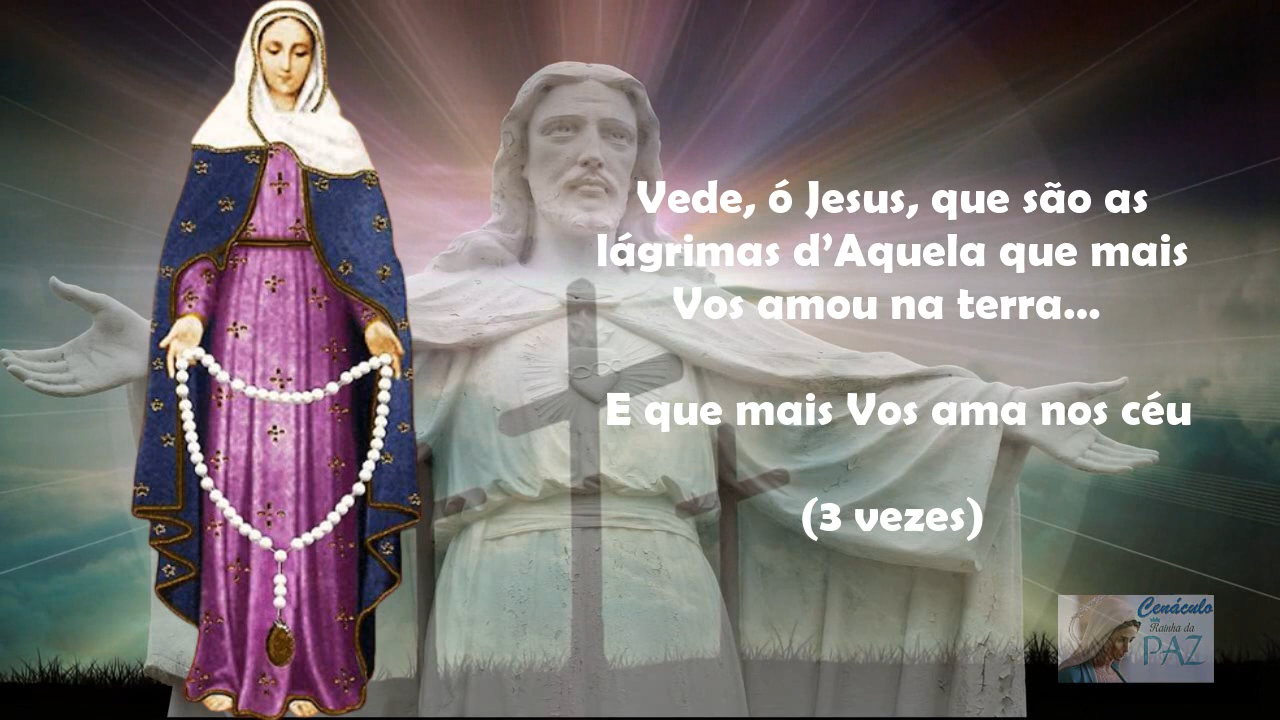 Vede, ó Jesus, que são as
lágrimas d’Aquela que mais
Vos amou na terra...
E que mais Vos ama nos céu
(3 vezes)
Cenáculo
Rainha da
PAZ